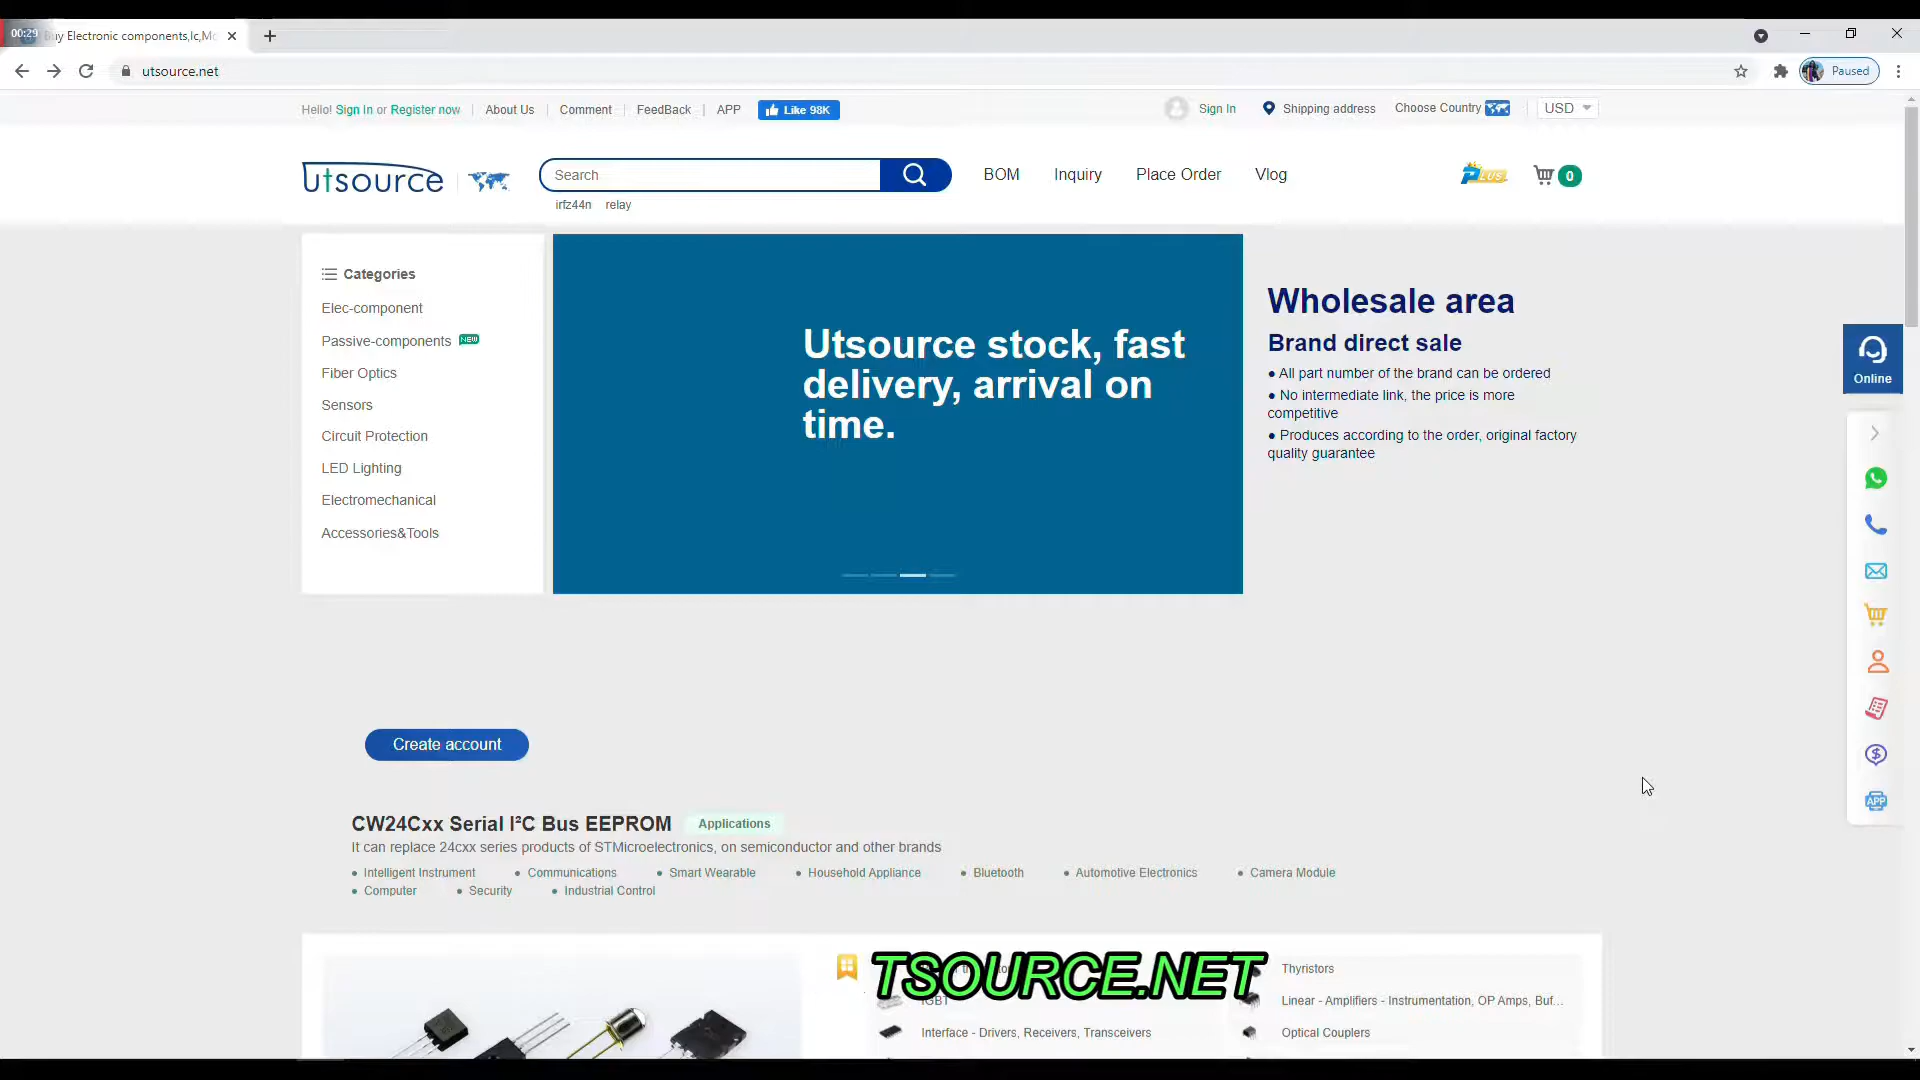 00:29
uy Electronic components,Ic,Mo
utsource.net
Paused
Hello! Sign In or Register now
About Us
Comment
FeedBack
APP
Like 98K
Sign In
Shipping address
Choose Country
USD
utsource
Search
BOM
Inquiry
Place Order
Vlog
PLUS
0
irfz44n relay
Categories
Elec-component
Passive-components NEW
Fiber Optics
Sensors
Circuit Protection
LED Lighting
Electromechanical
Accessories&Tools
Utsource stock, fast
delivery, arrival on
time.
Wholesale area
Brand direct sale
● All part number of the brand can be ordered
● No intermediate link, the price is more
competitive
● Produces according to the order, original factory
quality guarantee
Online
APP
Create account
CW24Cxx Serial I²C Bus EEPROM Applications
It can replace 24cxx series products of STMicroelectronics, on semiconductor and other brands
● Intelligent Instrument ● Communications ● Smart Wearable ● Household Appliance ● Bluetooth ● Automotive Electronics ● Camera Module
● Computer ● Security ● Industrial Control
TSOURCE.NET
Thyristors
IGBT
Linear - Amplifiers - Instrumentation, OP Amps, Buf...
Interface - Drivers, Receivers, Transceivers
Optical Couplers